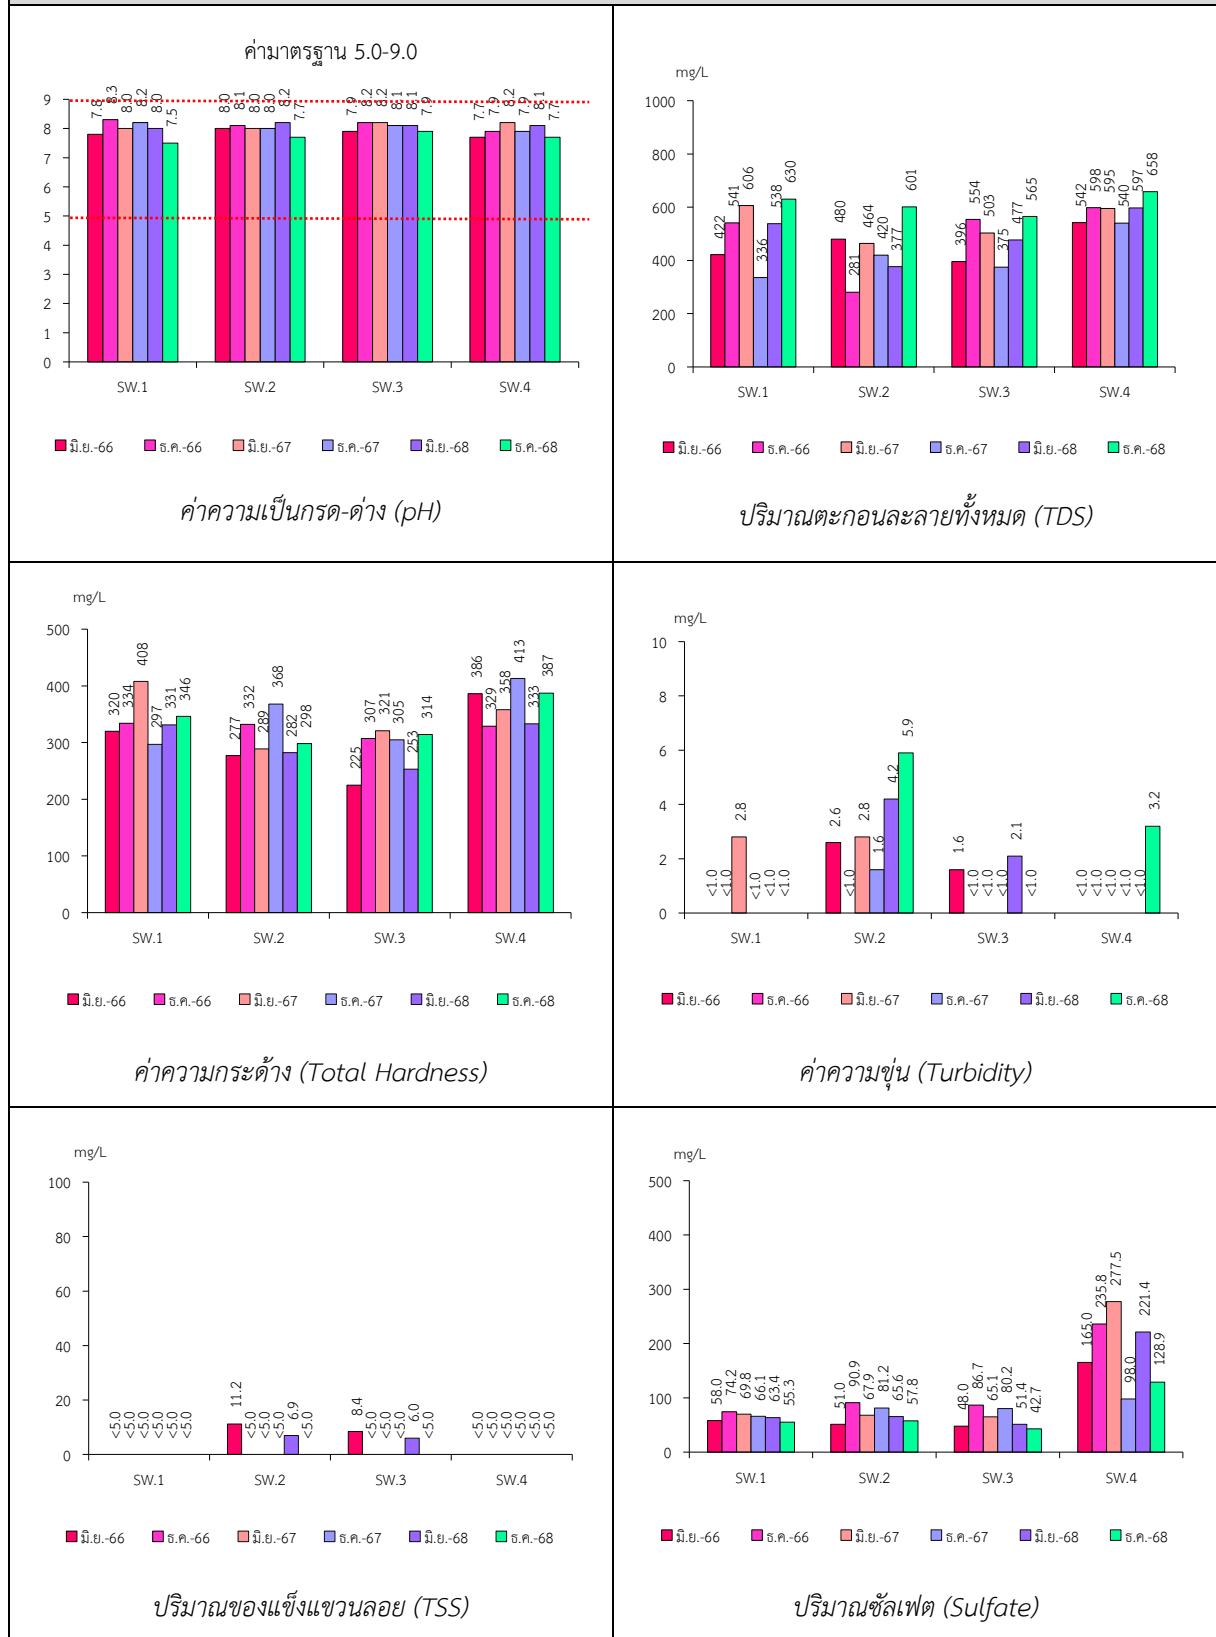 ค่ามาตรฐาน 5.0-9.0
9
8
7
6
5
4
3
2
1
0
7.8 8.3 8.0 8.2 8.0 7.5
8.0 8.1 8.0 8.0 8.2 7.7
7.9 8.2 8.2 8.1 8.1 7.9
7.7 7.9 8.2 7.9 8.1 7.7
SW.1 SW.2 SW.3 SW.4
มิ.ย.-66 ธ.ค.-66 มิ.ย.-67 ธ.ค.-67 มิ.ย.-68 ธ.ค.-68
ค่าความเป็นกรด-ด่าง (pH)
mg/L
1000
800
600
400
200
0
422 541 606 336 538 630
480 281 464 420 377 601
396 554 503 375 477 565
542 598 595 540 597 658
SW.1 SW.2 SW.3 SW.4
มิ.ย.-66 ธ.ค.-66 มิ.ย.-67 ธ.ค.-67 มิ.ย.-68 ธ.ค.-68
ปริมาณตะกอนละลายทั้งหมด (TDS)
mg/L
500
400
300
200
100
0
320 334 408 297 331 346
277 332 289 368 282 298
225 307 321 305 253 314
386 329 358 413 333 387
SW.1 SW.2 SW.3 SW.4
มิ.ย.-66 ธ.ค.-66 มิ.ย.-67 ธ.ค.-67 มิ.ย.-68 ธ.ค.-68
ค่าความกระด้าง (Total Hardness)
mg/L
10
8
6
4
2
0
<1.0 <1.0 2.8 <1.0 <1.0 <1.0
2.6 <1.0 2.8 1.6 4.2 5.9
1.6 <1.0 <1.0 <1.0 2.1 <1.0
<1.0 <1.0 <1.0 <1.0 <1.0 3.2
SW.1 SW.2 SW.3 SW.4
มิ.ย.-66 ธ.ค.-66 มิ.ย.-67 ธ.ค.-67 มิ.ย.-68 ธ.ค.-68
ค่าความขุ่น (Turbidity)
mg/L
100
80
60
40
20
0
<5.0 <5.0 <5.0 <5.0 <5.0 <5.0
11.2 <5.0 <5.0 <5.0 6.9 <5.0
8.4 <5.0 <5.0 <5.0 6.0 <5.0
<5.0 <5.0 <5.0 <5.0 <5.0 <5.0
SW.1 SW.2 SW.3 SW.4
มิ.ย.-66 ธ.ค.-66 มิ.ย.-67 ธ.ค.-67 มิ.ย.-68 ธ.ค.-68
ปริมาณของแข็งแขวนลอย (TSS)
mg/L
500
400
300
200
100
0
58.0 74.2 69.8 66.1 63.4 55.3
51.0 90.9 67.9 81.2 65.6 57.8
48.0 86.7 65.1 80.2 51.4 42.7
165.0 235.8 277.5 98.0 221.4 128.9
SW.1 SW.2 SW.3 SW.4
มิ.ย.-66 ธ.ค.-66 มิ.ย.-67 ธ.ค.-67 มิ.ย.-68 ธ.ค.-68
ปริมาณซัลเฟต (Sulfate)